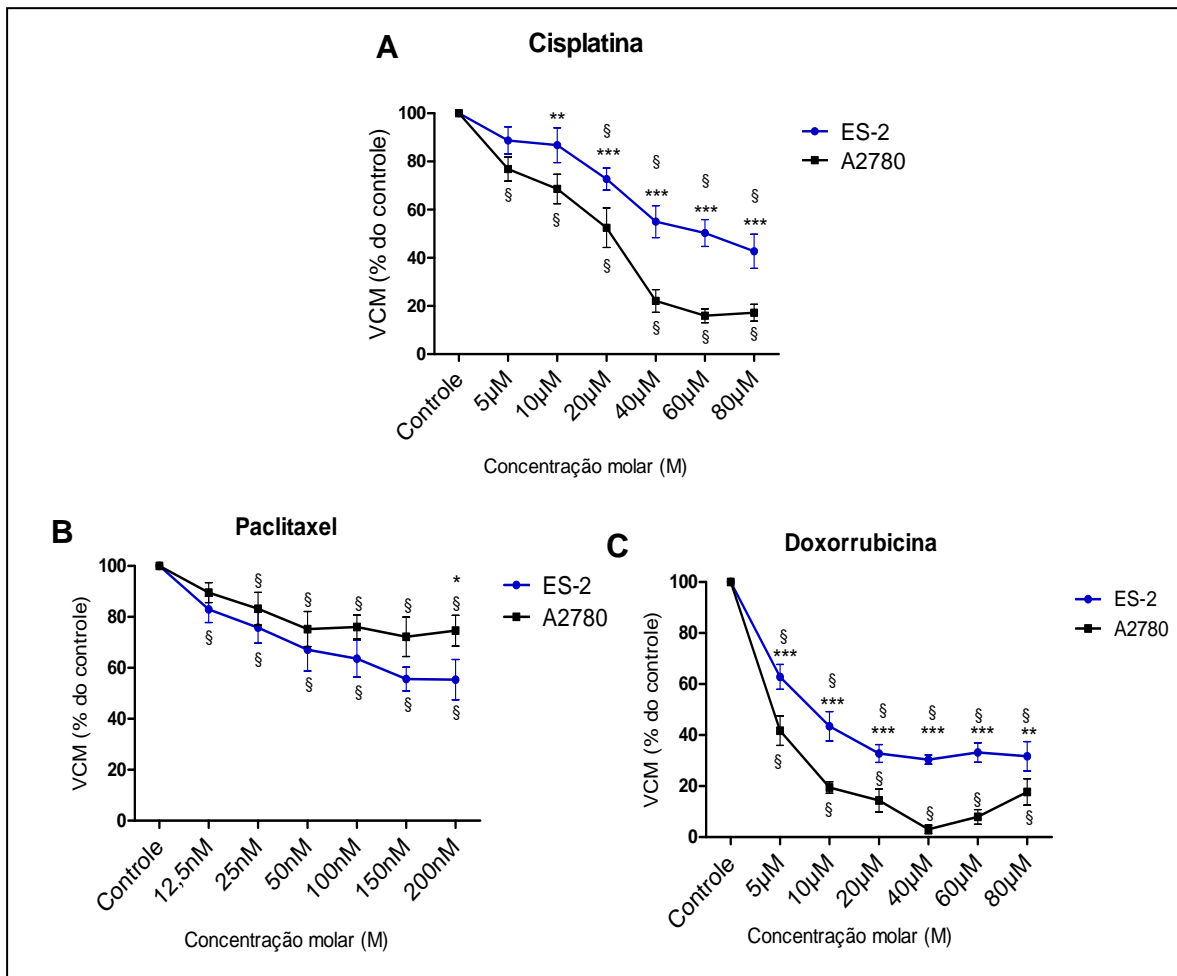 A
Cisplatina
VCM (% do controle)
100
80
60
40
20
0
** § § § §
*** *** *** ***
§ § § § § §
Controle
5µM
10µM
20µM
40µM
60µM
80µM
Concentração molar (M)
ES-2
A2780
B
Paclitaxel
VCM (% do controle)
100
80
60
40
20
0
*
§ § § § §
§ § § § § §
Controle
12,5nM
25nM
50nM
100nM
150nM
200nM
Concentração molar (M)
ES-2
A2780
C
Doxorrubicina
VCM (% do controle)
100
80
60
40
20
0
§ § § § § §
*** *** *** *** *** **
§ § § § § §
Controle
5µM
10µM
20µM
40µM
60µM
80µM
Concentração molar (M)
ES-2
A2780